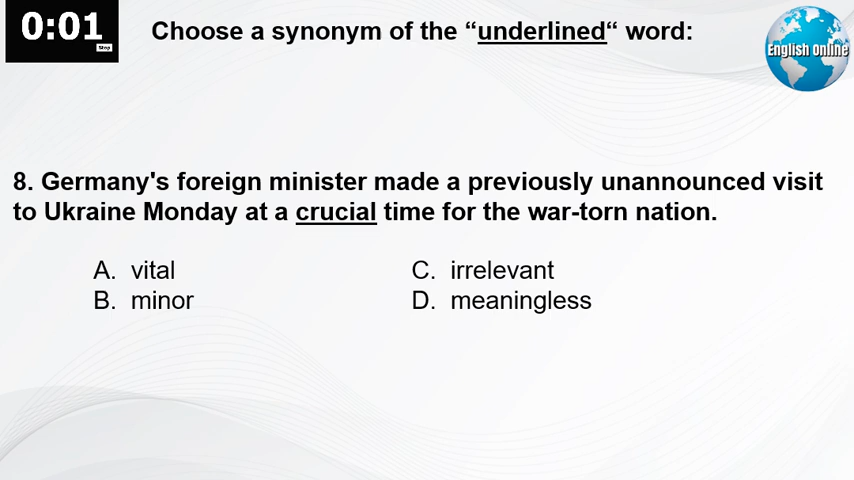 0:01
Stop
Choose a synonym of the “underlined“ word:
English Online
8. Germany's foreign minister made a previously unannounced visit
to Ukraine Monday at a crucial time for the war-torn nation.
A. vital
B. minor
C. irrelevant
D. meaningless